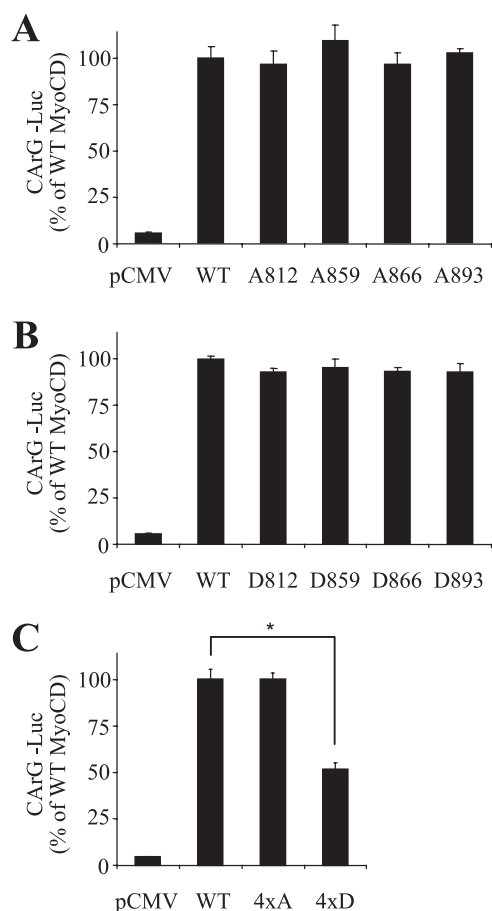 A
CArG -Luc
(% of WT MyoCD)
100
75
50
25
0
pCMV WT A812 A859 A866 A893
B
CArG -Luc
(% of WT MyoCD)
100
75
50
25
0
pCMV WT D812 D859 D866 D893
C
*
CArG -Luc
(% of WT MyoCD)
100
75
50
25
0
pCMV WT 4xA 4xD